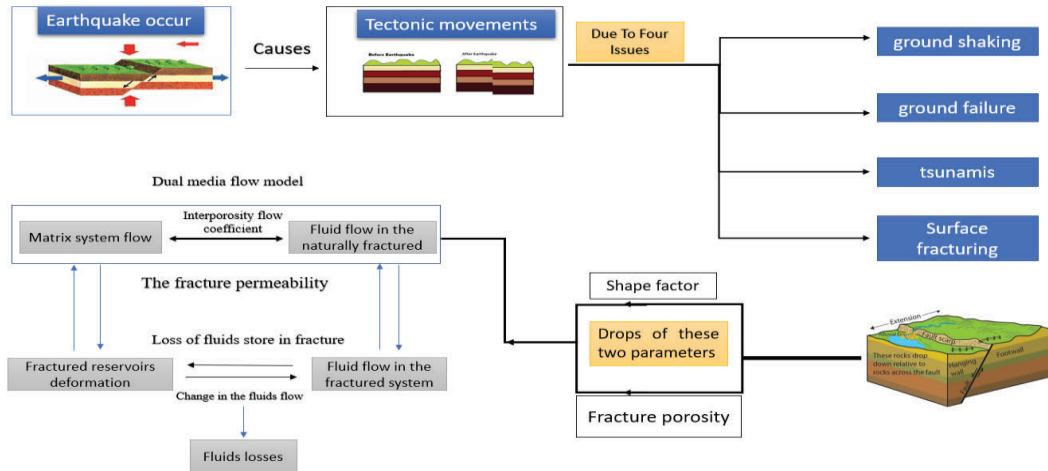 Earthquake occur
Causes
Tectonic movements
Before Earthquake
After Earthquake
Due To Four
Issues
ground shaking
ground failure
tsunamis
Surface
fracturing
Dual media flow model
Matrix system flow
Interporosity flow
coefficient
Fluid flow in the
naturally fractured
The fracture permeability
Loss of fluids store in fracture
Fractured reservoirs
deformation
Fluid flow in the
fractured system
Change in the fluids flow
Fluids losses
Shape factor
Drops of these
two parameters
Fracture porosity
Extension
Fault scarp
These rocks drop
down relative to
rocks across the fault
Hanging
wall
Footwall